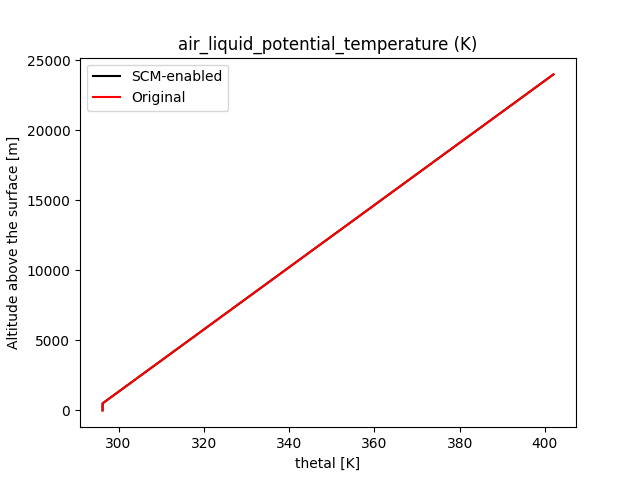 air_liquid_potential_temperature (K)
SCM-enabled
Original
Altitude above the surface [m]
25000
20000
15000
10000
5000
0
300
320
340
360
380
400
thetal [K]